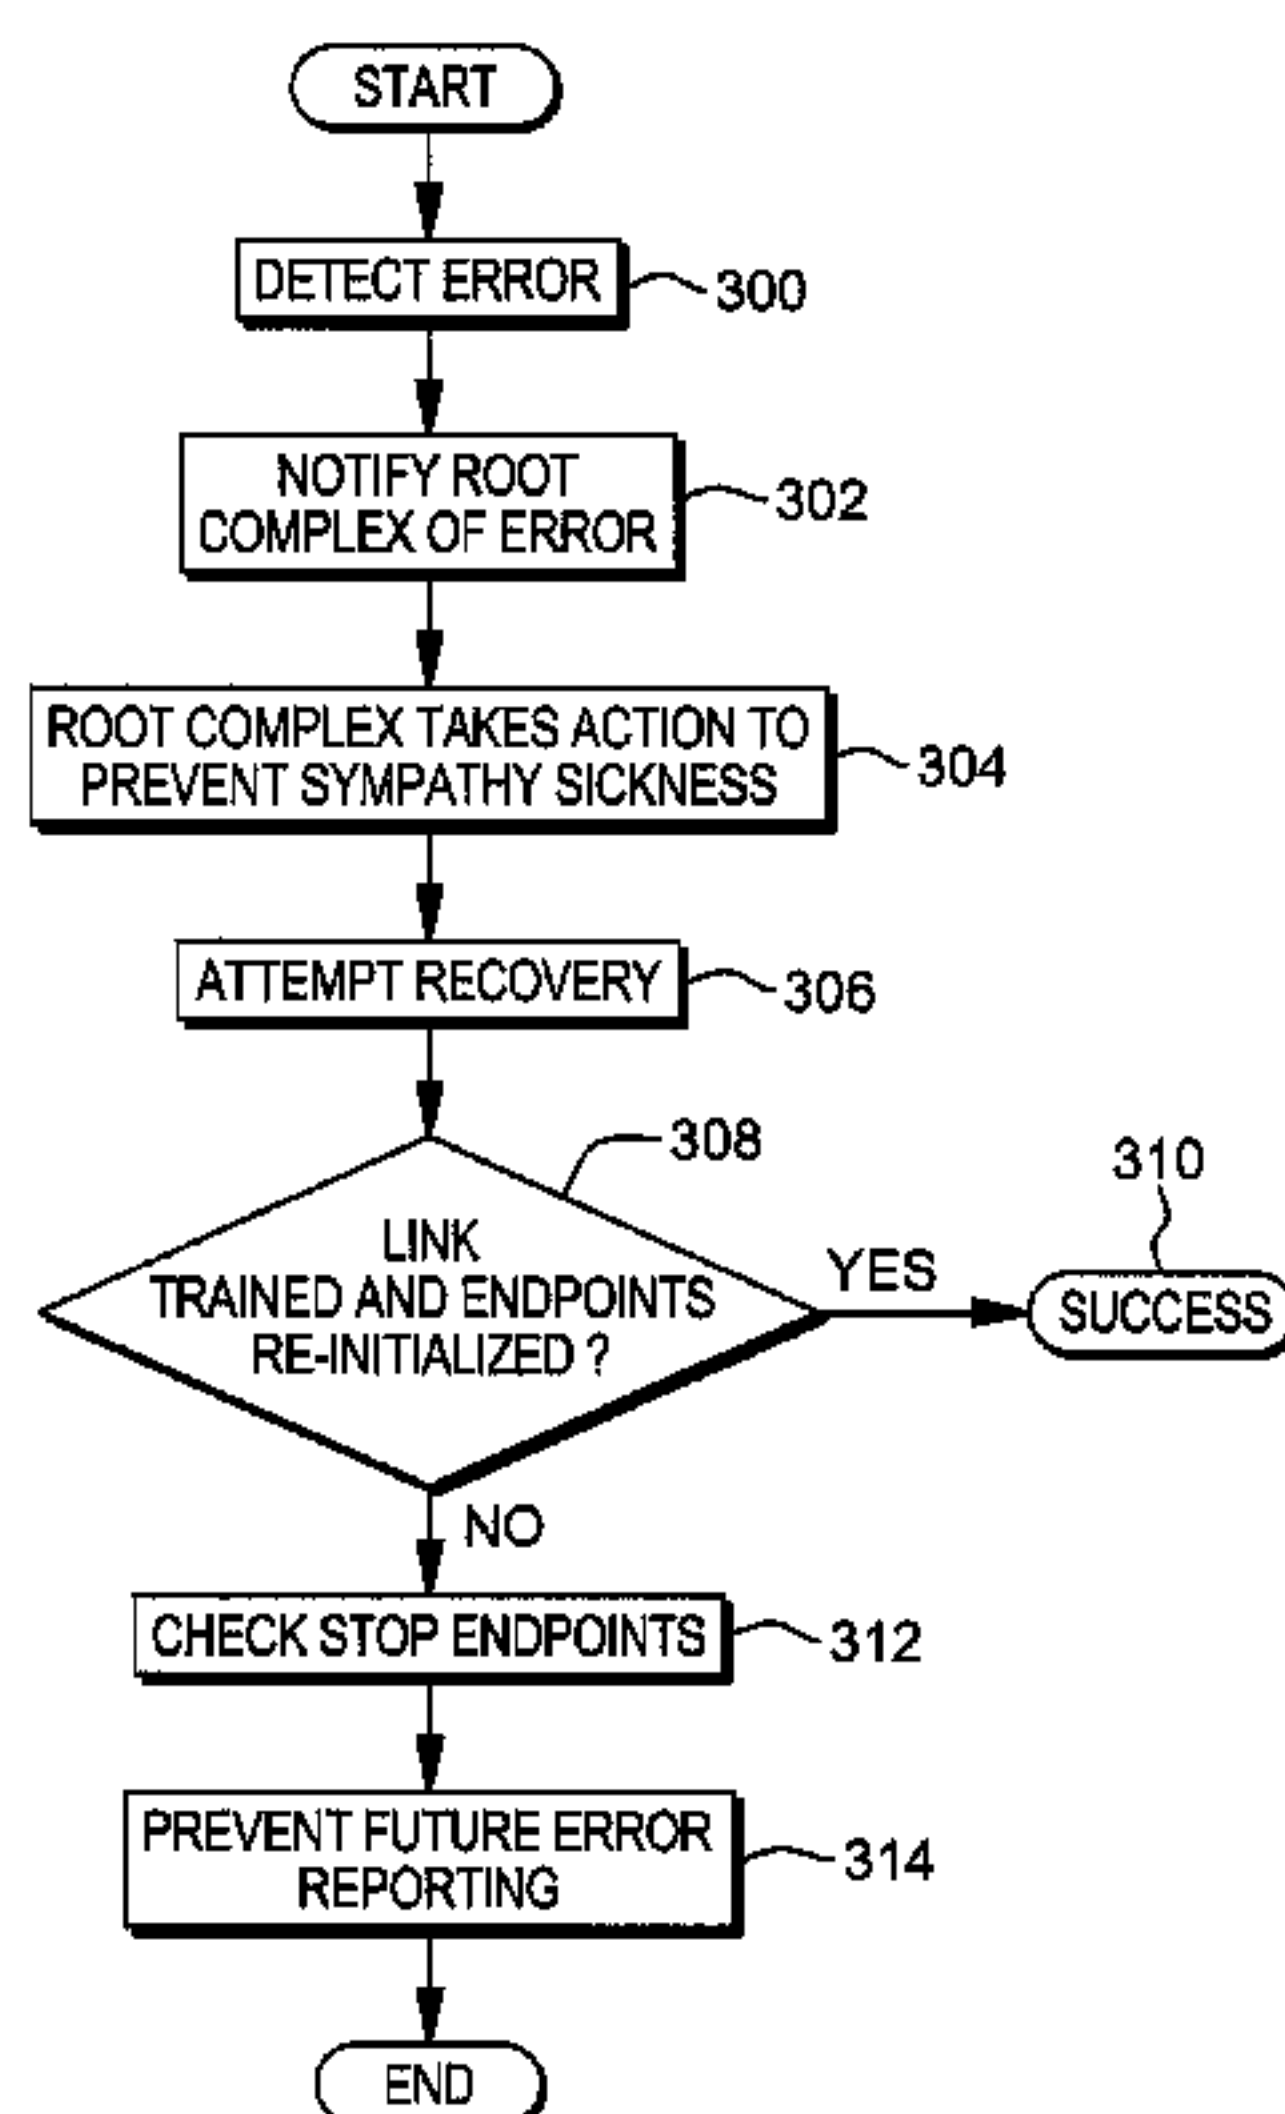 START
DETECT ERROR
300
NOTIFY ROOT
COMPLEX OF ERROR
302
ROOT COMPLEX TAKES ACTION TO
PREVENT SYMPATHY SICKNESS
304
ATTEMPT RECOVERY
306
308
LINK
TRAINED AND ENDPOINTS
RE-INITIALIZED ?
YES
310
SUCCESS
NO
CHECK STOP ENDPOINTS
312
PREVENT FUTURE ERROR
REPORTING
314
END